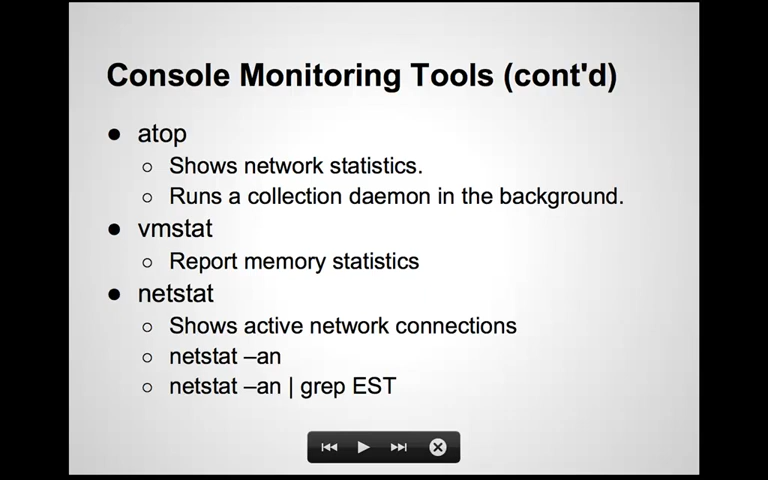 Console Monitoring Tools (cont'd)
● atop
○ Shows network statistics.
○ Runs a collection daemon in the background.
● vmstat
○ Report memory statistics
● netstat
○ Shows active network connections
○ netstat –an
○ netstat –an | grep EST